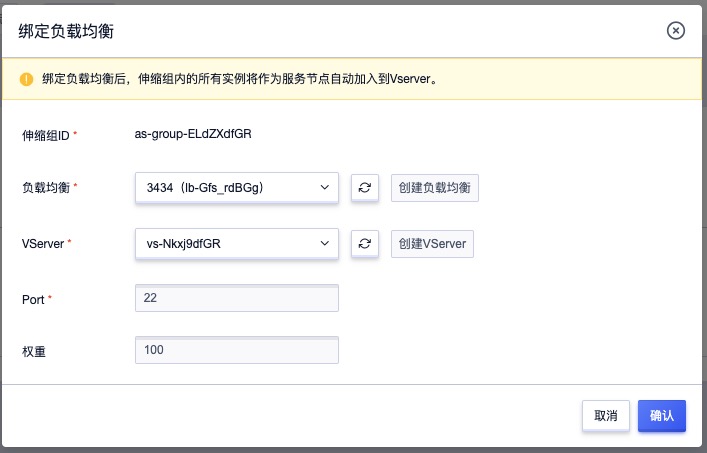 绑定负载均衡
绑定负载均衡后，伸缩组内的所有实例将作为服务节点自动加入到Vserver。
伸缩组ID * as-group-ELdZXdfGR
负载均衡 * 3434（lb-Gfs_rdBGg） 创建负载均衡
VServer * vs-Nkxj9dfGR 创建VServer
Port * 22
权重 100
取消 确认